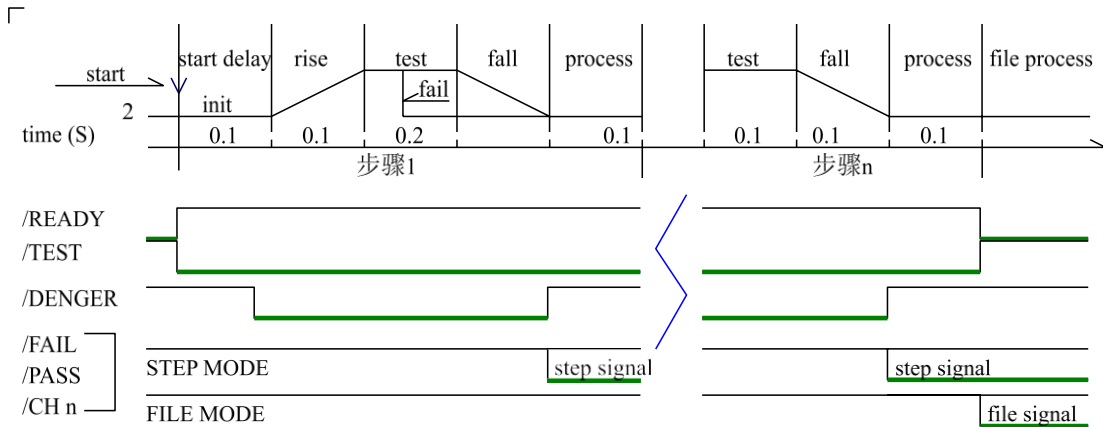 start delay rise test fall process test fall process file process
start
fail
2 init
time (S) 0.1 0.1 0.2 0.1 0.1 0.1 0.1
步骤1 步骤n
/READY
/TEST
/DENGER
/FAIL
STEP MODE step signal step signal
/PASS
/CH n
FILE MODE file signal